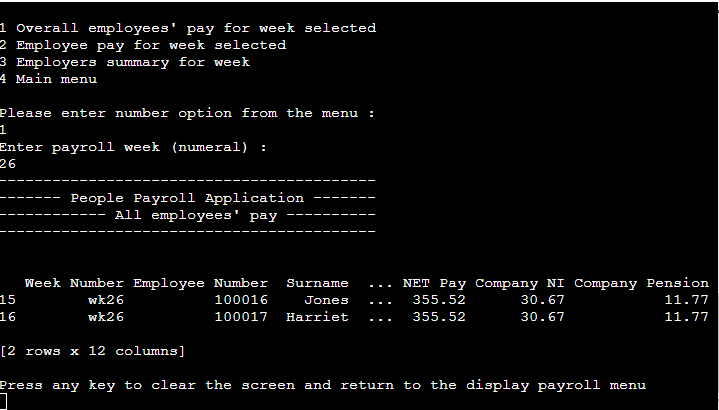 1 Overall employees' pay for week selected
2 Employee pay for week selected
3 Employers summary for week
4 Main menu
Please enter number option from the menu :
1
Enter payroll week (numeral) :
26
------------------------------------------
------- People Payroll Application -------
------------ All employees' pay ----------
------------------------------------------
Week Number Employee Number Surname ... NET Pay Company NI Company Pension
15 wk26 100016 Jones ... 355.52 30.67 11.77
16 wk26 100017 Harriet ... 355.52 30.67 11.77
[2 rows x 12 columns]
Press any key to clear the screen and return to the display payroll menu